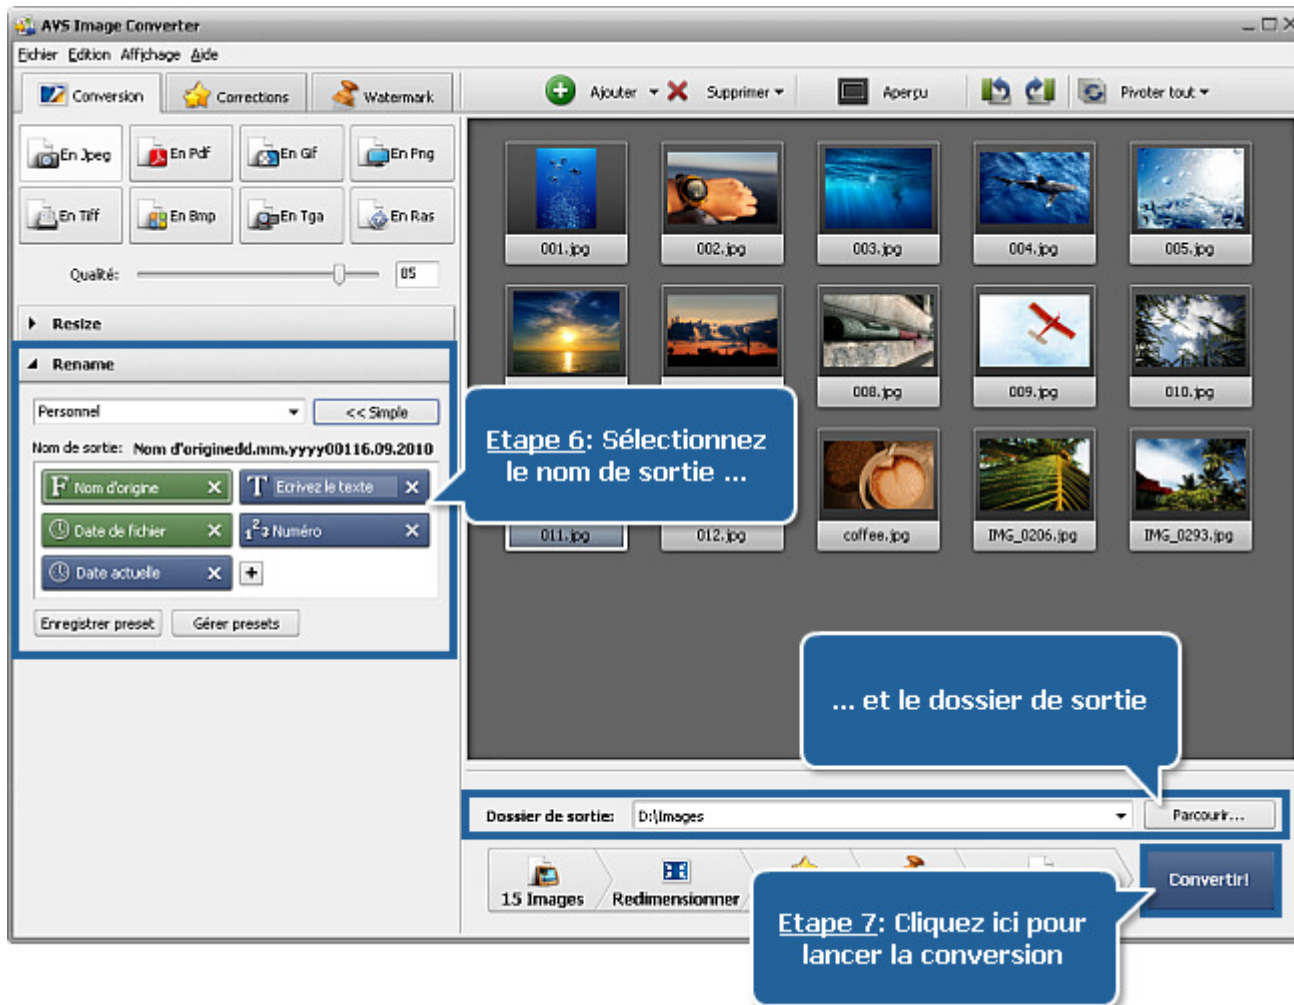 AVS Image Converter
Fichier Edition Affichage Aide
Conversion Corrections Watermark
Ajouter Supprimer Aperçu Pivoter tout
En Jpeg En Pdf En Gif En Png
En Tiff En Bmp En Tga En Ras
Qualité: 85
Resize
Rename
Personnel << Simple
Nom de sortie: Nom d'originedd.mm.yyyy00116.09.2010
F Nom d'origine X T Ecrivez le texte X
Date de fichier X 123 Numéro X
Date actuelle X +
Enregistrer preset Gérer presets
001.jpg 002.jpg 003.jpg 004.jpg 005.jpg
008.jpg 009.jpg 010.jpg
011.jpg 012.jpg coffee.jpg IMG_0206.jpg IMG_0293.jpg
Etape 6: Sélectionnez
le nom de sortie ...
... et le dossier de sortie
Dossier de sortie: D:\Images Parcourir...
15 Images Redimensionner Convertir!
Etape 7: Cliquez ici pour
lancer la conversion